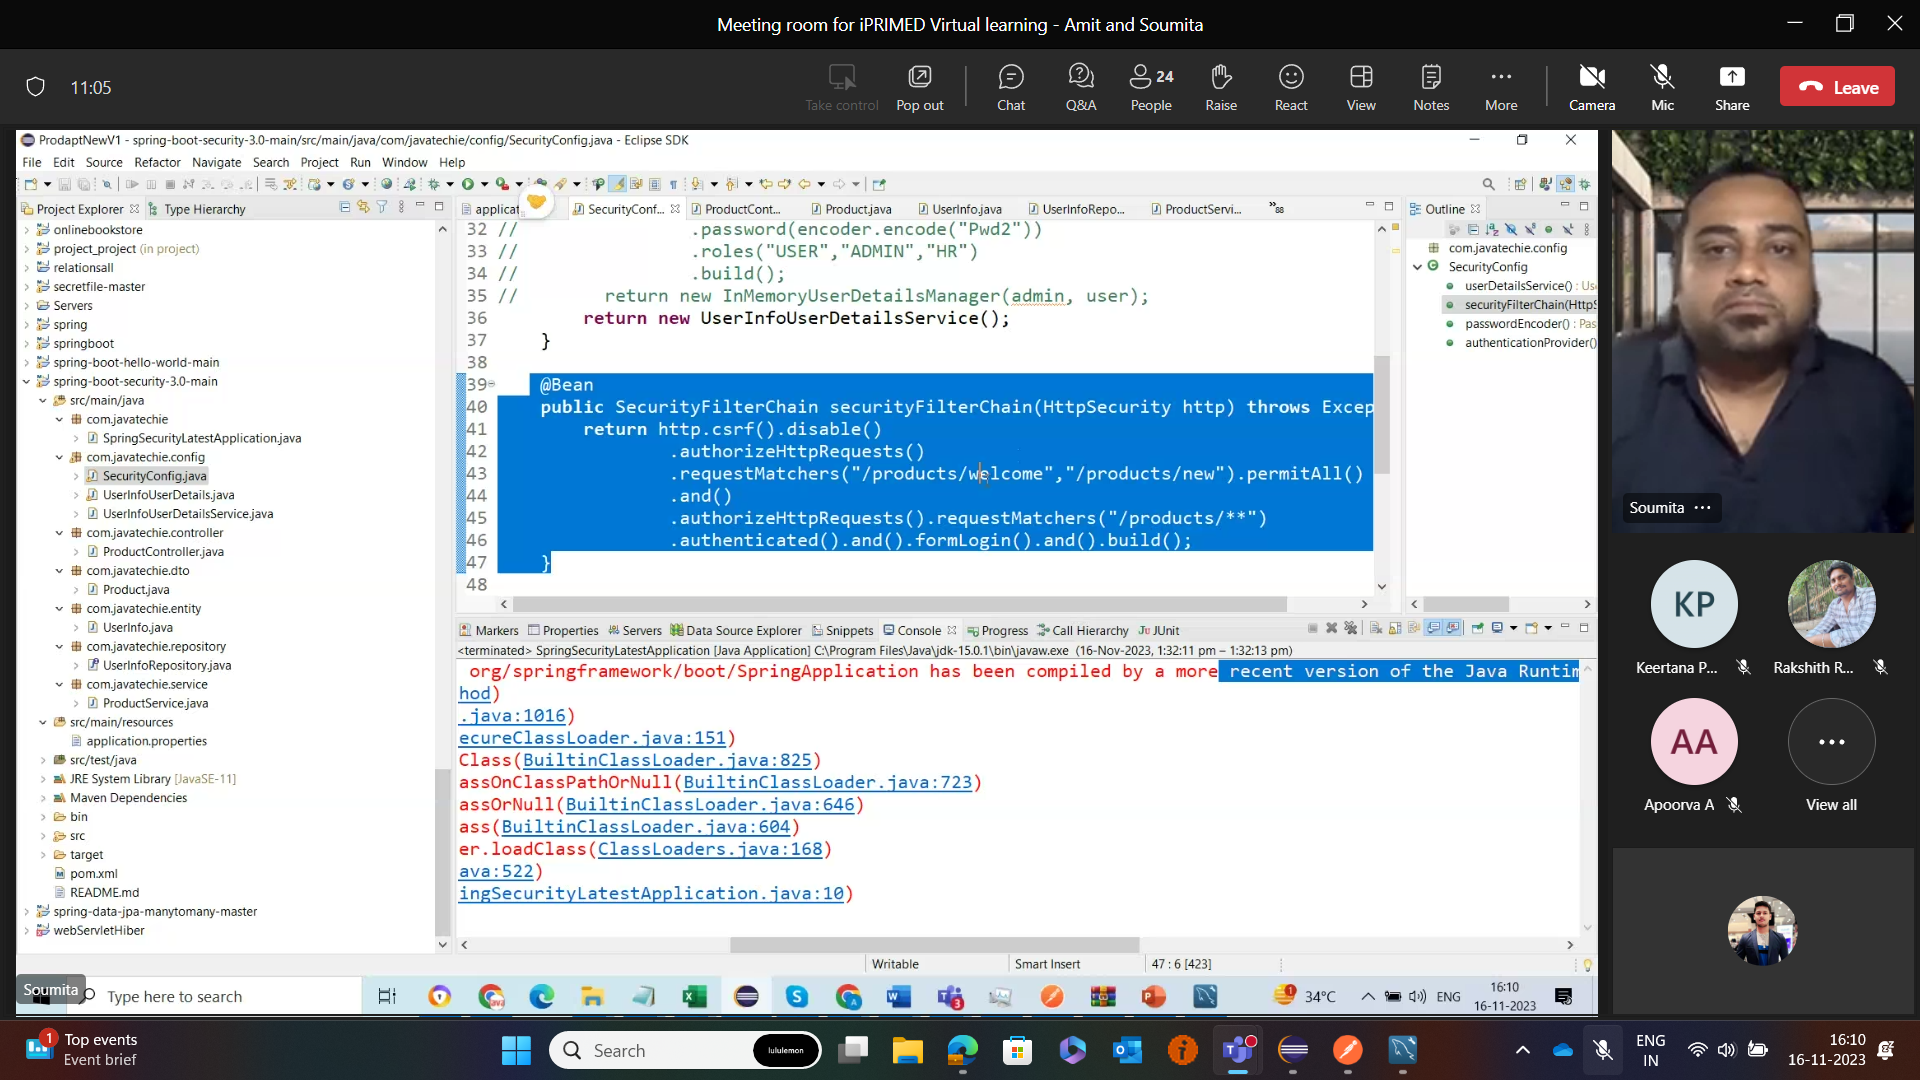 Meeting room for iPRIMED Virtual learning - Amit and Soumita
11:05
Take control
Pop out
Chat
Q&A
24
People
Raise
React
View
Notes
More
Camera
Mic
Share
Leave
ProdaptNewV1 - spring-boot-security-3.0-main/src/main/java/com/javatechie/config/SecurityConfig.java - Eclipse SDK
File Edit Source Refactor Navigate Search Project Run Window Help
Project Explorer
Type Hierarchy
onlinebookstore
project_project (in project)
relationsall
secretfile-master
Servers
spring
springboot
spring-boot-hello-world-main
spring-boot-security-3.0-main
src/main/java
com.javatechie
SpringSecurityLatestApplication.java
com.javatechie.config
SecurityConfig.java
UserInfoUserDetails.java
UserInfoUserDetailsService.java
com.javatechie.controller
ProductController.java
com.javatechie.dto
Product.java
com.javatechie.entity
UserInfo.java
com.javatechie.repository
UserInfoRepository.java
com.javatechie.service
ProductService.java
src/main/resources
application.properties
src/test/java
JRE System Library [JavaSE-11]
Maven Dependencies
bin
src
target
pom.xml
README.md
spring-data-jpa-manytomany-master
webServletHiber
applicat
SecurityConf...
ProductCont...
Product.java
UserInfo.java
UserInfoRepo...
ProductServi...
»88
32 // .password(encoder.encode("Pwd2"))
33 // .roles("USER","ADMIN","HR")
34 // .build();
35 // return new InMemoryUserDetailsManager(admin, user);
36 return new UserInfoUserDetailsService();
37 }
38
39 @Bean
40 public SecurityFilterChain securityFilterChain(HttpSecurity http) throws Excep
41 return http.csrf().disable()
42 .authorizeHttpRequests()
43 .requestMatchers("/products/welcome","/products/new").permitAll()
44 .and()
45 .authorizeHttpRequests().requestMatchers("/products/**")
46 .authenticated().and().formLogin().and().build();
47 }
48
Outline
com.javatechie.config
SecurityConfig
userDetailsService() : Use
securityFilterChain(HttpS
passwordEncoder() : Pas
authenticationProvider()
Markers
Properties
Servers
Data Source Explorer
Snippets
Console
Progress
Call Hierarchy
Ju JUnit
<terminated> SpringSecurityLatestApplication [Java Application] C:\Program Files\Java\jdk-15.0.1\bin\javaw.exe (16-Nov-2023, 1:32:11 pm – 1:32:13 pm)
org/springframework/boot/SpringApplication has been compiled by a more recent version of the Java Runtim
hod)
.java:1016)
ecureClassLoader.java:151)
Class(BuiltinClassLoader.java:825)
assOnClassPathOrNull(BuiltinClassLoader.java:723)
assOrNull(BuiltinClassLoader.java:646)
ass(BuiltinClassLoader.java:604)
er.loadClass(ClassLoaders.java:168)
ava:522)
ingSecurityLatestApplication.java:10)
Writable
Smart Insert
47 : 6 [423]
Soumita
Type here to search
34°C
ENG
16:10
16-11-2023
Soumita
KP
Keertana P...
Rakshith R...
AA
Apoorva A
View all
1
Top events
Event brief
Search
lululemon
ENG
IN
16:10
16-11-2023